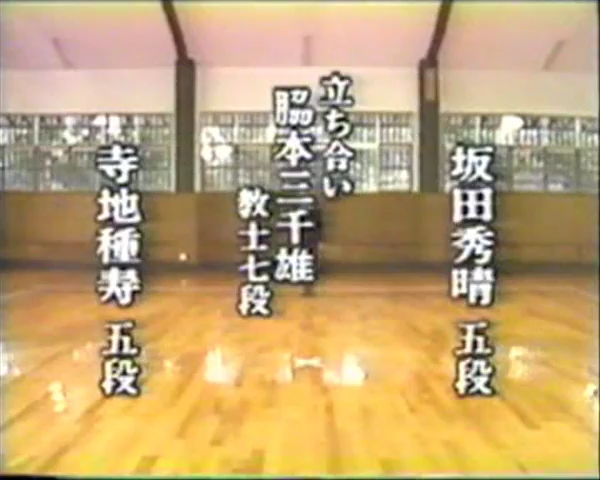 坂田秀晴 五段
立ち合い
脇本三千雄
教士七段
寺地種寿 五段